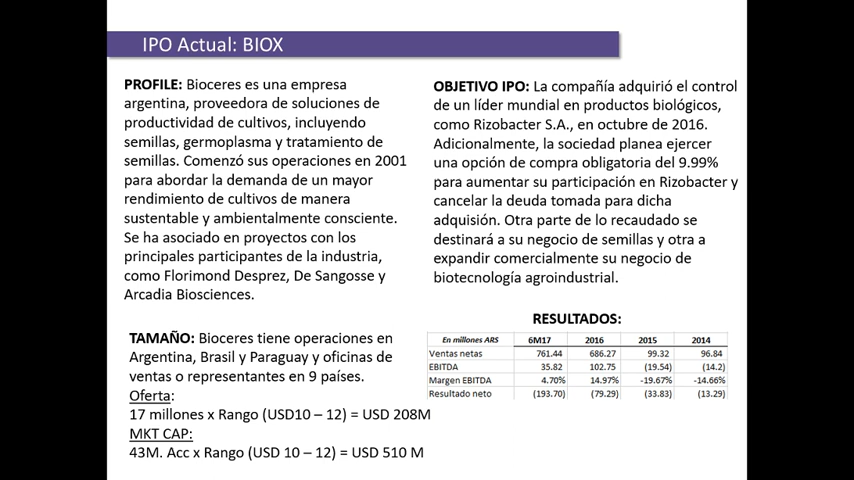 IPO Actual: BIOX
PROFILE: Bioceres es una empresa
argentina, proveedora de soluciones de
productividad de cultivos, incluyendo
semillas, germoplasma y tratamiento de
semillas. Comenzó sus operaciones en 2001
para abordar la demanda de un mayor
rendimiento de cultivos de manera
sustentable y ambientalmente consciente.
Se ha asociado en proyectos con los
principales participantes de la industria,
como Florimond Desprez, De Sangosse y
Arcadia Biosciences.
TAMAÑO: Bioceres tiene operaciones en
Argentina, Brasil y Paraguay y oficinas de
ventas o representantes en 9 países.
Oferta:
17 millones x Rango (USD10 – 12) = USD 208M
MKT CAP:
43M. Acc x Rango (USD 10 – 12) = USD 510 M
OBJETIVO IPO: La compañía adquirió el control
de un líder mundial en productos biológicos,
como Rizobacter S.A., en octubre de 2016.
Adicionalmente, la sociedad planea ejercer
una opción de compra obligatoria del 9.99%
para aumentar su participación en Rizobacter y
cancelar la deuda tomada para dicha
adquisión. Otra parte de lo recaudado se
destinará a su negocio de semillas y otra a
expandir comercialmente su negocio de
biotecnología agroindustrial.
RESULTADOS:
En millones ARS 6M17 2016 2015 2014
Ventas netas 761.44 686.27 99.32 96.84
EBITDA 35.82 102.75 (19.54) (14.2)
Margen EBITDA 4.70% 14.97% -19.67% -14.66%
Resultado neto (193.70) (79.29) (33.83) (13.29)